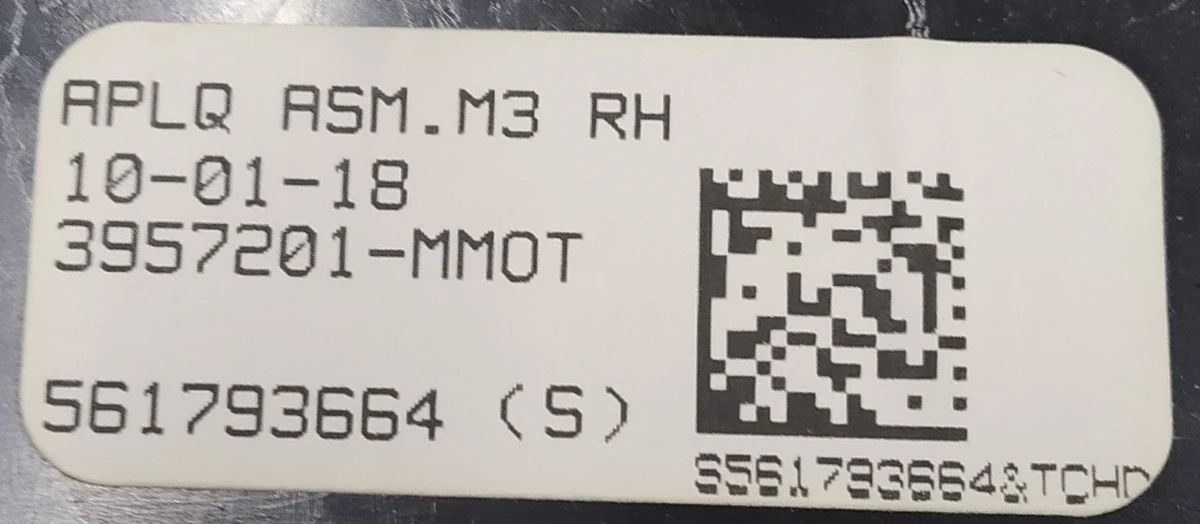 APLQ ASM.M3 RH
10-01-18
3957201-MMOT
561793664 (S)
S561793664&TCHD